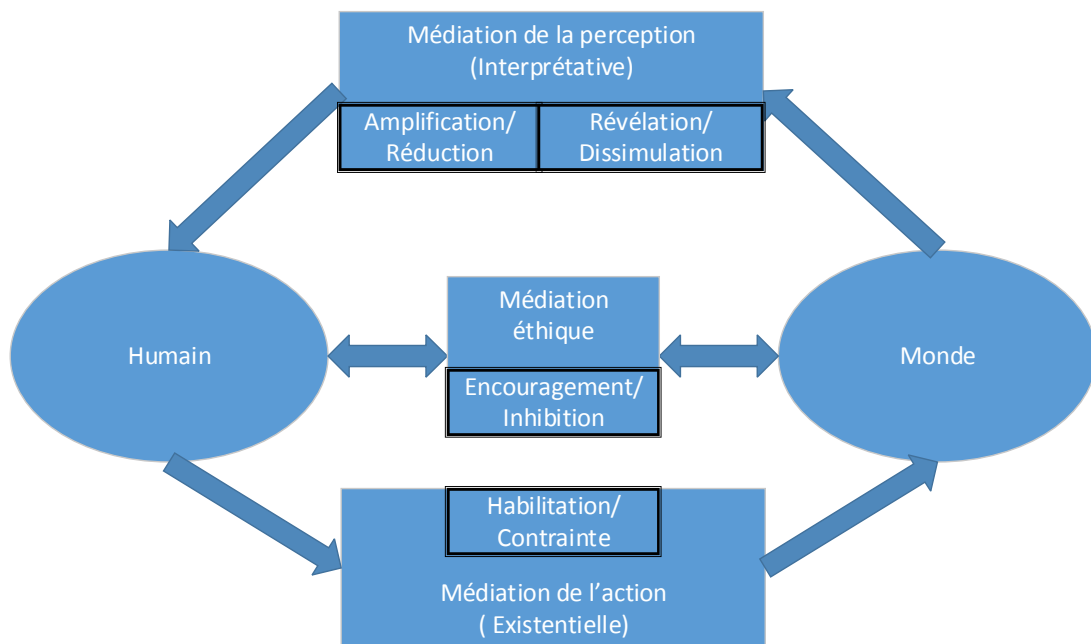 Médiation de la perception
(Interprétative)
Amplification/
Réduction
Révélation/
Dissimulation
Humain
Médiation
éthique
Encouragement/
Inhibition
Monde
Habilitation/
Contrainte
Médiation de l’action
( Existentielle)